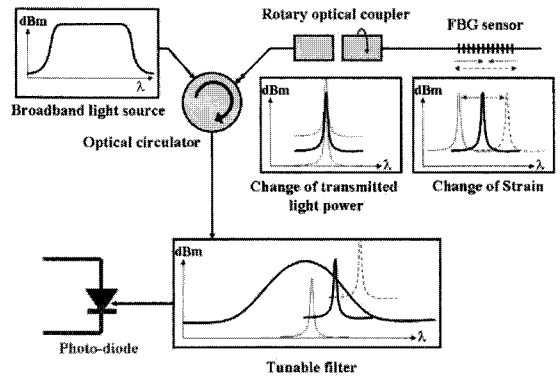 Rotary optical coupler
FBG sensor
dBm
λ
Broadband light source
Optical circulator
dBm
λ
Change of transmitted
light power
dBm
λ
Change of Strain
dBm
λ
Photo-diode
Tunable filter